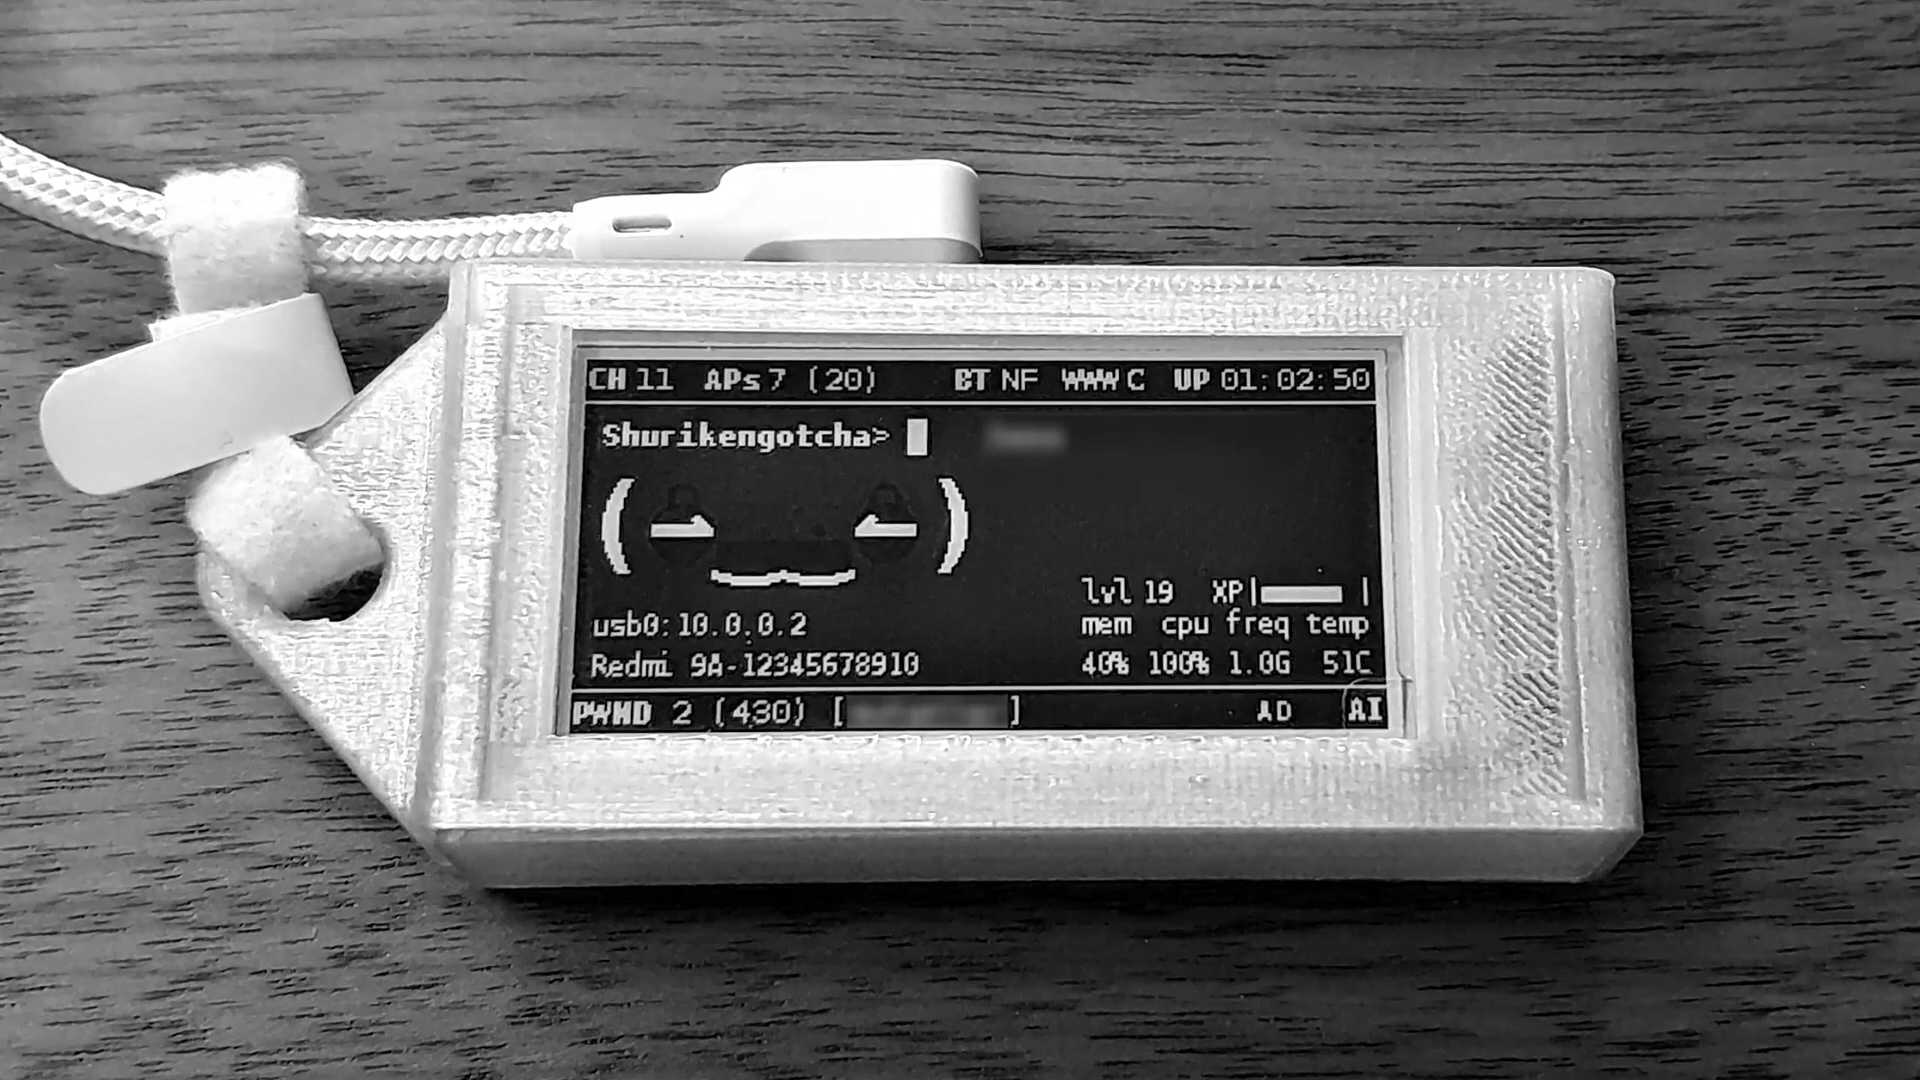 CH 11 APs 7 (20) BT NF WWW C UP 01:02:50
Shurikengotcha>
lvl 19 XP
usb0:10.0.0.2 mem cpu freq temp
Redmi 9A-12345678910 40% 100% 1.0G 51C
PWND 2 (430) [ ] AD AI